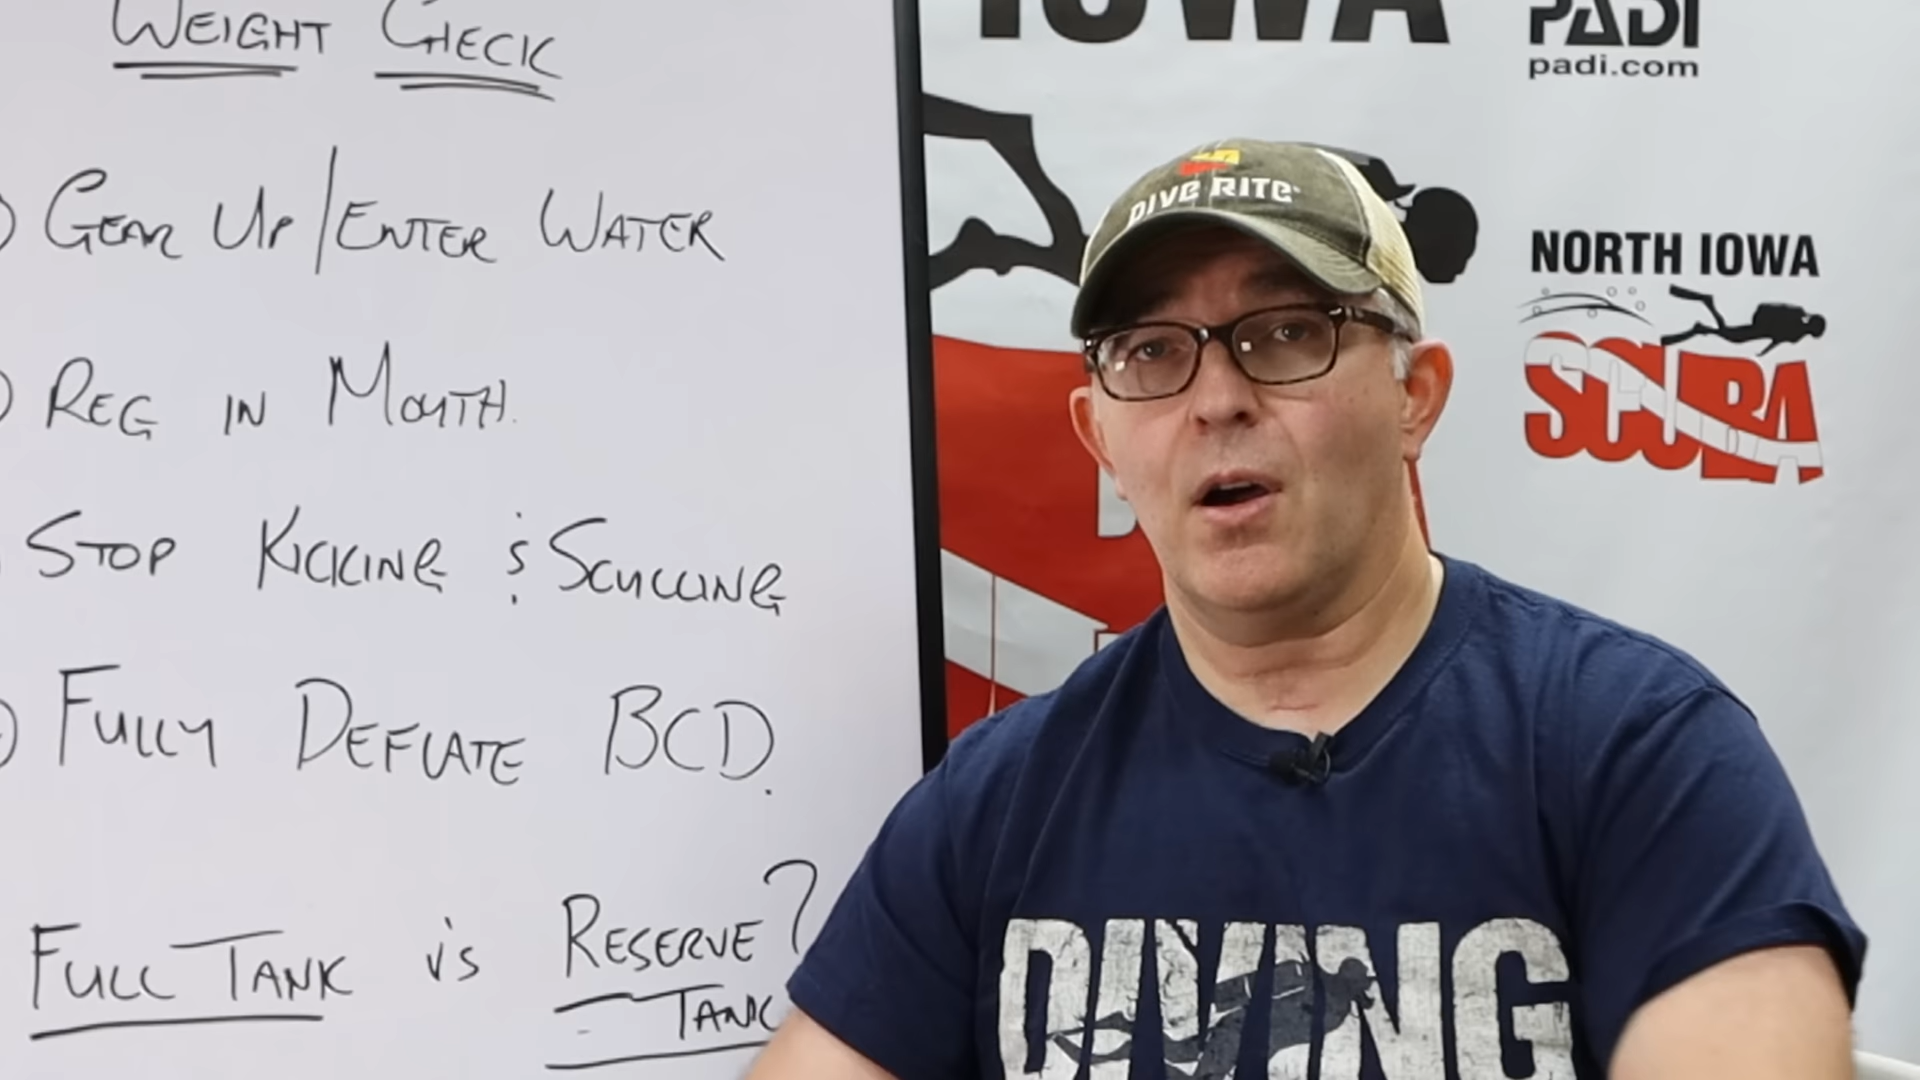 WEIGHT CHECK
GEAR UP/ENTER WATER
REG IN MOUTH.
STOP KICKING & SCULLING
FULLY DEFLATE BCD.
FULL TANK vs RESERVE?
TANK
IOWA
PADI
padi.com
DIVE RITE
NORTH IOWA
SCUBA
DIVING